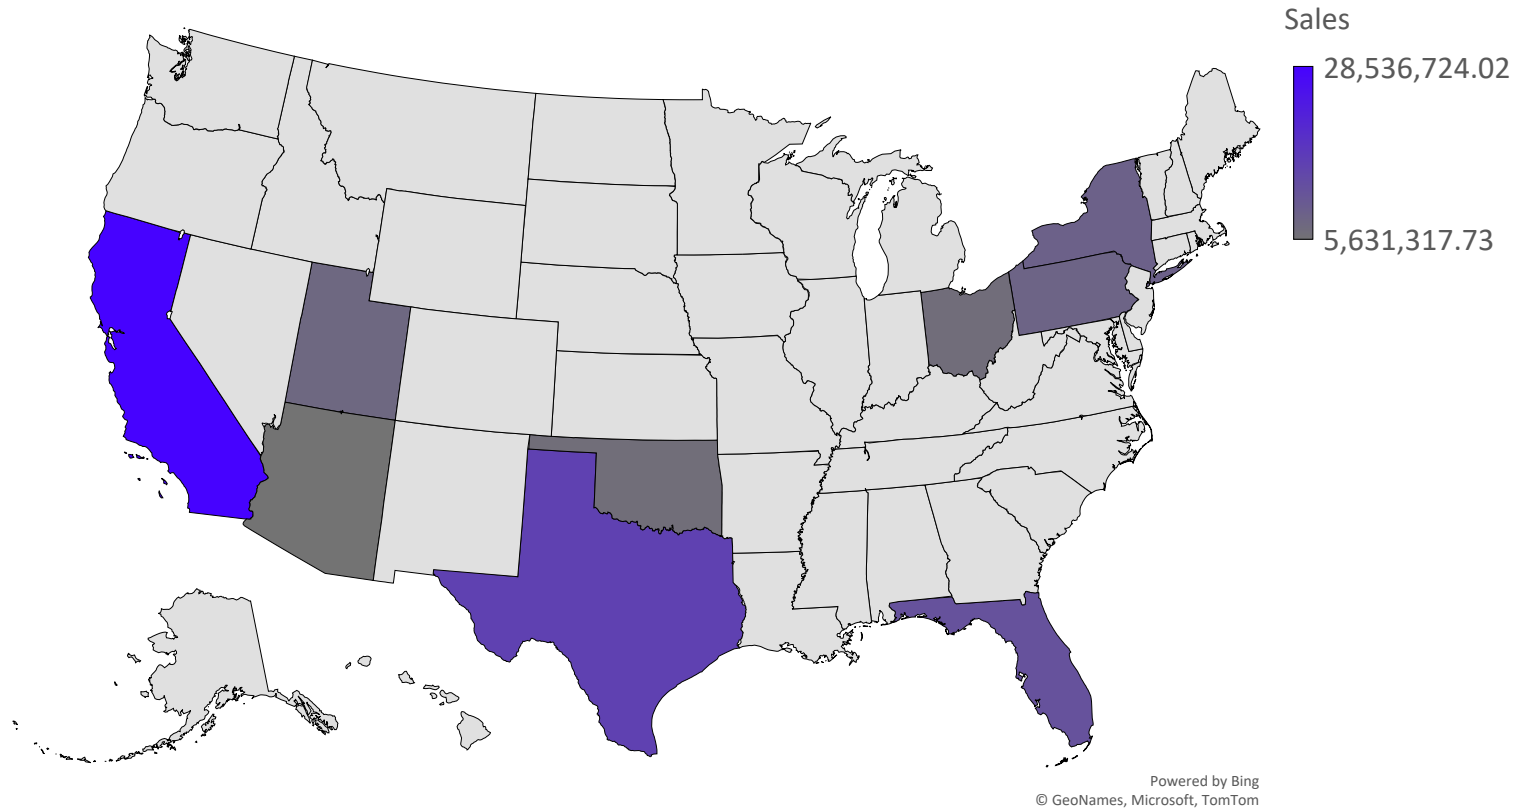 Sales
28,536,724.02
5,631,317.73
Powered by Bing
© GeoNames, Microsoft, TomTom